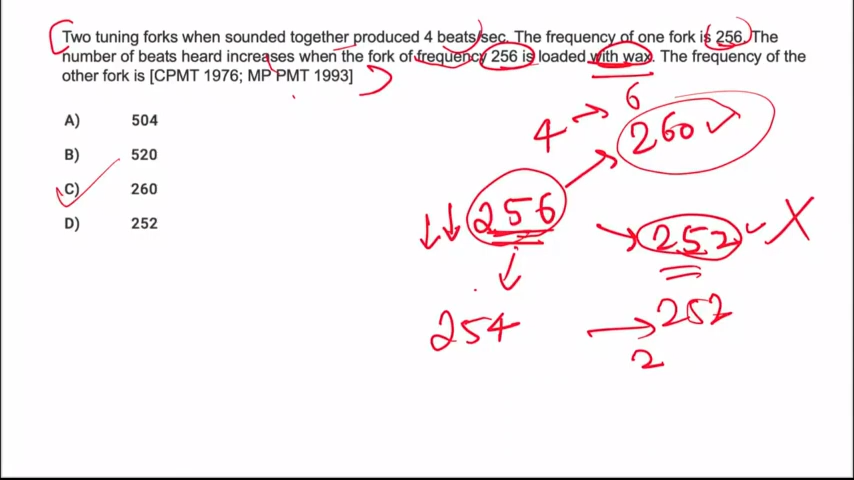 Two tuning forks when sounded together produced 4 beats/sec. The frequency of one fork is 256. The
number of beats heard increases when the fork of frequency 256 is loaded with wax. The frequency of the
other fork is [CPMT 1976; MP PMT 1993]
A) 504
B) 520
C) 260
D) 252
4 → 6
260
256
252 X
254 → 252
2